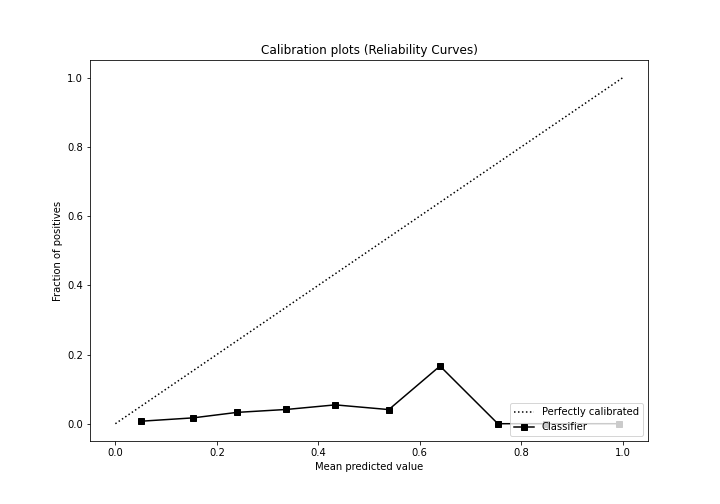 Calibration plots (Reliability Curves)
1.0
0.8
0.6
0.4
0.2
0.0
Fraction of positives
Perfectly calibrated
Classifier
0.0 0.2 0.4 0.6 0.8 1.0
Mean predicted value